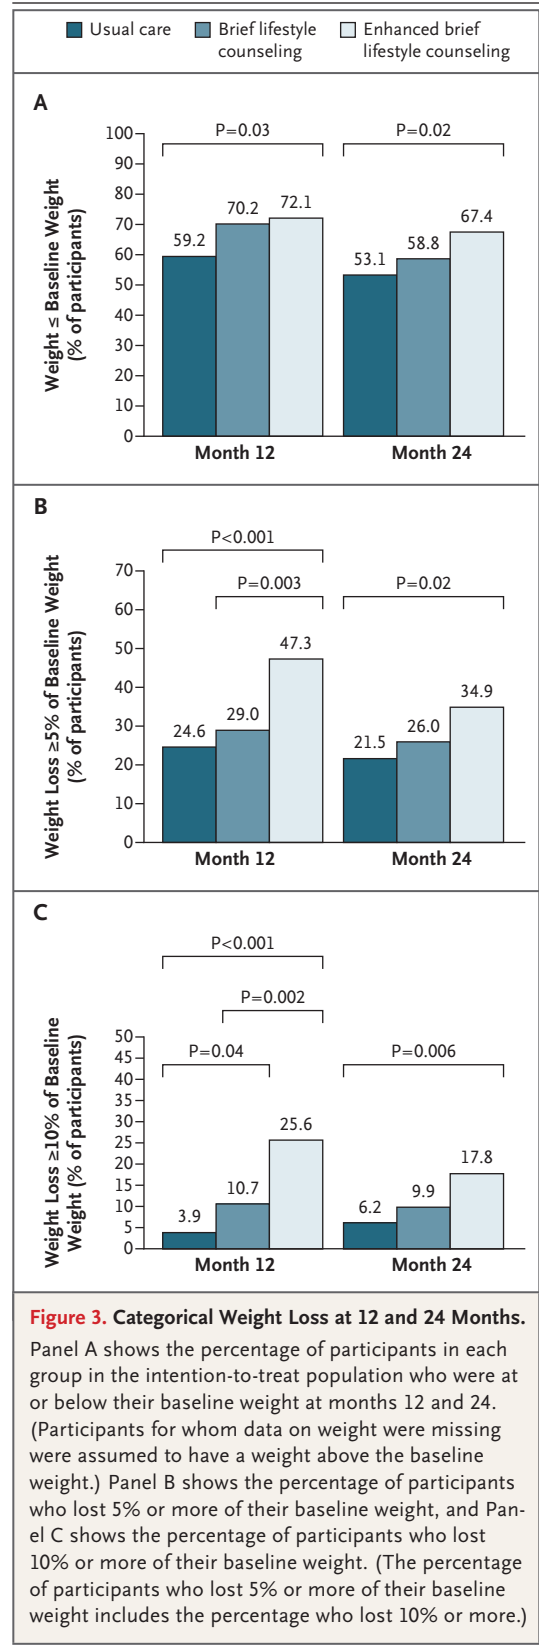 Usual care
Brief lifestyle
counseling
Enhanced brief
lifestyle counseling
A
Weight ≤ Baseline Weight
(% of participants)
100
90
80
70
60
50
40
30
20
10
0
P=0.03
P=0.02
59.2
70.2
72.1
53.1
58.8
67.4
Month 12
Month 24
B
Weight Loss ≥5% of Baseline Weight
(% of participants)
70
60
50
40
30
20
10
0
P<0.001
P=0.003
P=0.02
24.6
29.0
47.3
21.5
26.0
34.9
Month 12
Month 24
C
Weight Loss ≥10% of Baseline
Weight (% of participants)
50
45
40
35
30
25
20
15
10
5
0
P<0.001
P=0.002
P=0.04
P=0.006
3.9
10.7
25.6
6.2
9.9
17.8
Month 12
Month 24
Figure 3. Categorical Weight Loss at 12 and 24 Months.
Panel A shows the percentage of participants in each
group in the intention-to-treat population who were at
or below their baseline weight at months 12 and 24.
(Participants for whom data on weight were missing
were assumed to have a weight above the baseline
weight.) Panel B shows the percentage of participants
who lost 5% or more of their baseline weight, and Pan-
el C shows the percentage of participants who lost
10% or more of their baseline weight. (The percentage
of participants who lost 5% or more of their baseline
weight includes the percentage who lost 10% or more.)